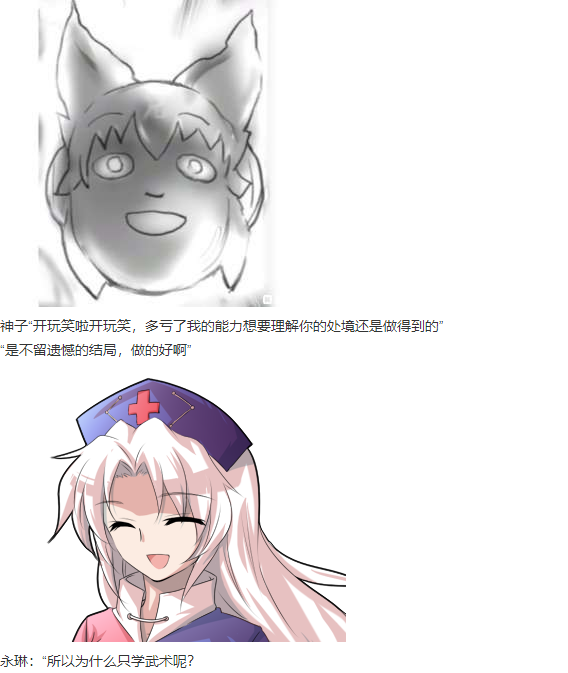 神子“开玩笑啦开玩笑，多亏了我的能力想要理解你的处境还是做得到的”
“是不留遗憾的结局，做的好啊”
永琳：“所以为什么只学武术呢？